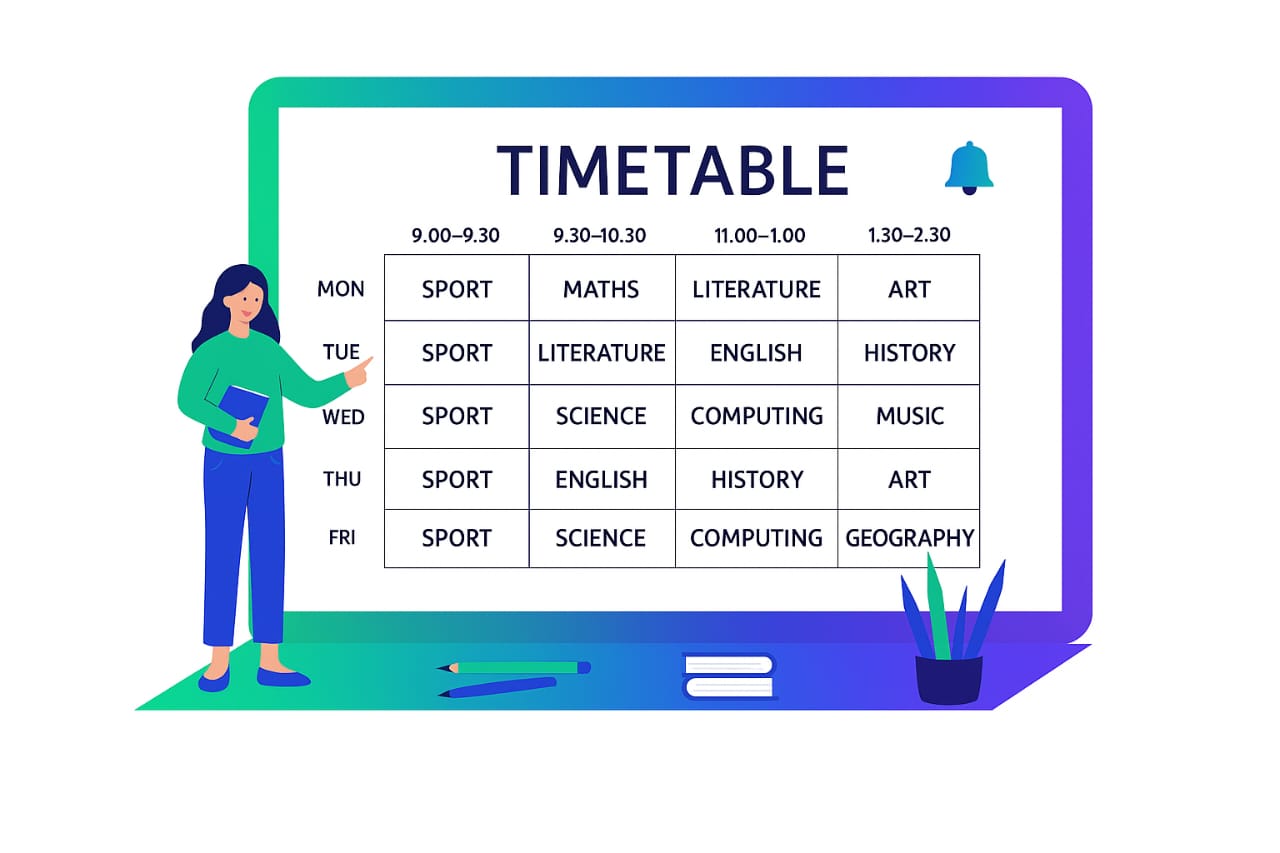 TIMETABLE
9.00–9.30 9.30–10.30 11.00–1.00 1.30–2.30
MON SPORT MATHS LITERATURE ART
TUE SPORT LITERATURE ENGLISH HISTORY
WED SPORT SCIENCE COMPUTING MUSIC
THU SPORT ENGLISH HISTORY ART
FRI SPORT SCIENCE COMPUTING GEOGRAPHY